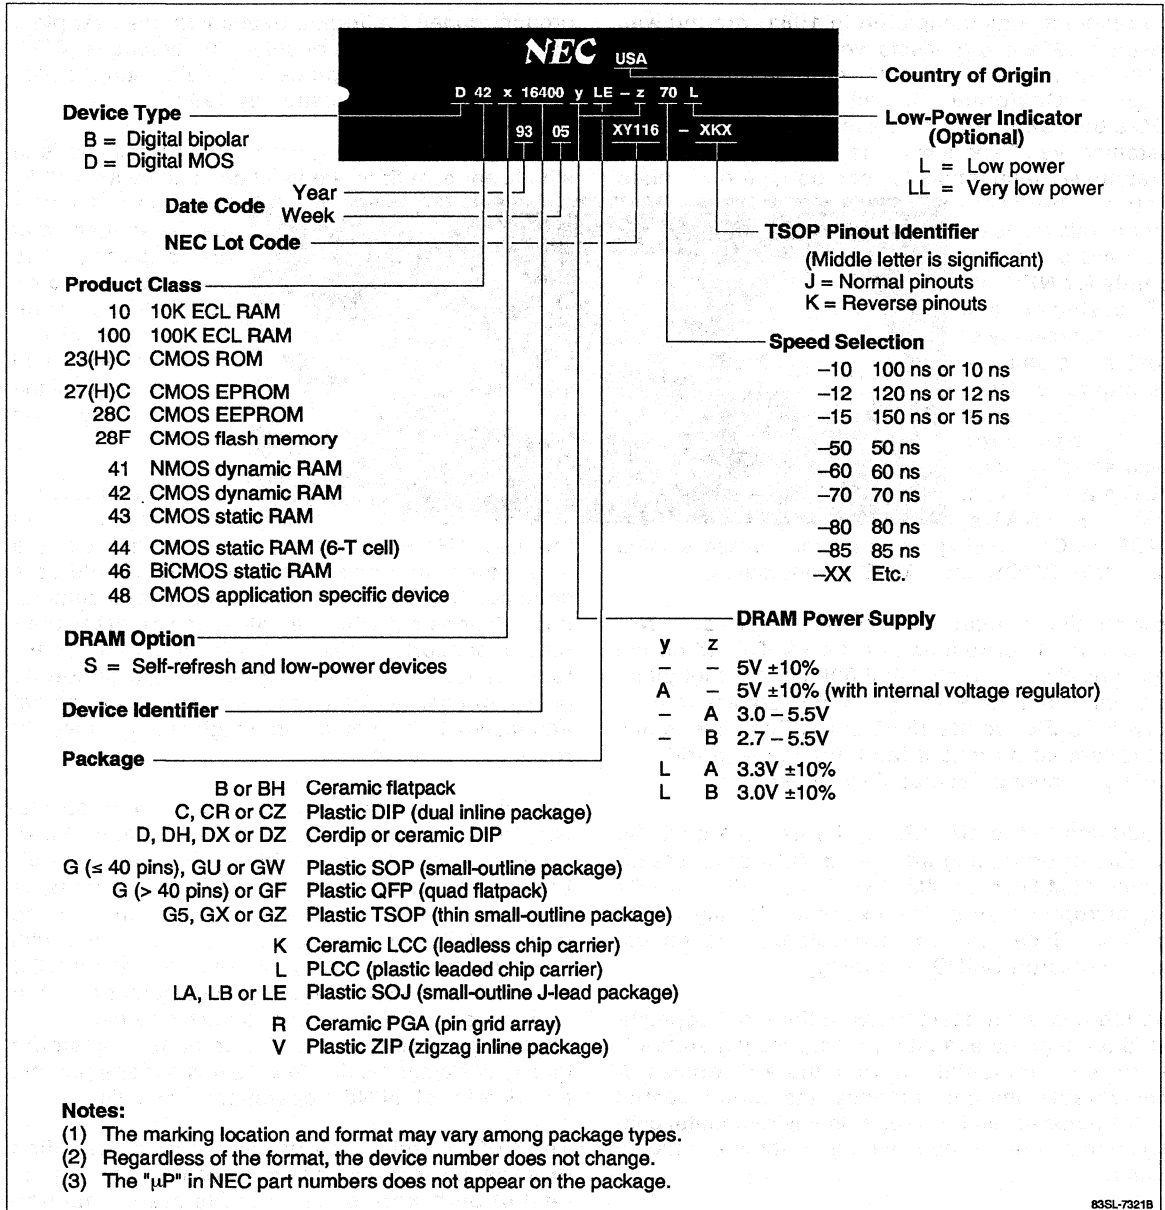 NEC USA
D 42 x 16400 y LE – z 70 L
93 05 XY116 – XKX
Country of Origin
Device Type
B = Digital bipolar
D = Digital MOS
Low-Power Indicator
(Optional)
L = Low power
LL = Very low power
Date Code
Year
Week
NEC Lot Code
TSOP Pinout Identifier
(Middle letter is significant)
J = Normal pinouts
K = Reverse pinouts
Product Class
10 10K ECL RAM
100 100K ECL RAM
23(H)C CMOS ROM
27(H)C CMOS EPROM
28C CMOS EEPROM
28F CMOS flash memory
41 NMOS dynamic RAM
42 CMOS dynamic RAM
43 CMOS static RAM
44 CMOS static RAM (6-T cell)
46 BiCMOS static RAM
48 CMOS application specific device
Speed Selection
–10 100 ns or 10 ns
–12 120 ns or 12 ns
–15 150 ns or 15 ns
–50 50 ns
–60 60 ns
–70 70 ns
–80 80 ns
–85 85 ns
–XX Etc.
DRAM Option
S = Self-refresh and low-power devices
DRAM Power Supply
y z
– – 5V ±10%
A – 5V ±10% (with internal voltage regulator)
– A 3.0 – 5.5V
– B 2.7 – 5.5V
L A 3.3V ±10%
L B 3.0V ±10%
Device Identifier
Package
B or BH Ceramic flatpack
C, CR or CZ Plastic DIP (dual inline package)
D, DH, DX or DZ Cerdip or ceramic DIP
G (≤ 40 pins), GU or GW Plastic SOP (small-outline package)
G (> 40 pins) or GF Plastic QFP (quad flatpack)
G5, GX or GZ Plastic TSOP (thin small-outline package)
K Ceramic LCC (leadless chip carrier)
L PLCC (plastic leaded chip carrier)
LA, LB or LE Plastic SOJ (small-outline J-lead package)
R Ceramic PGA (pin grid array)
V Plastic ZIP (zigzag inline package)
Notes:
(1) The marking location and format may vary among package types.
(2) Regardless of the format, the device number does not change.
(3) The "µP" in NEC part numbers does not appear on the package.
83SL-7321B